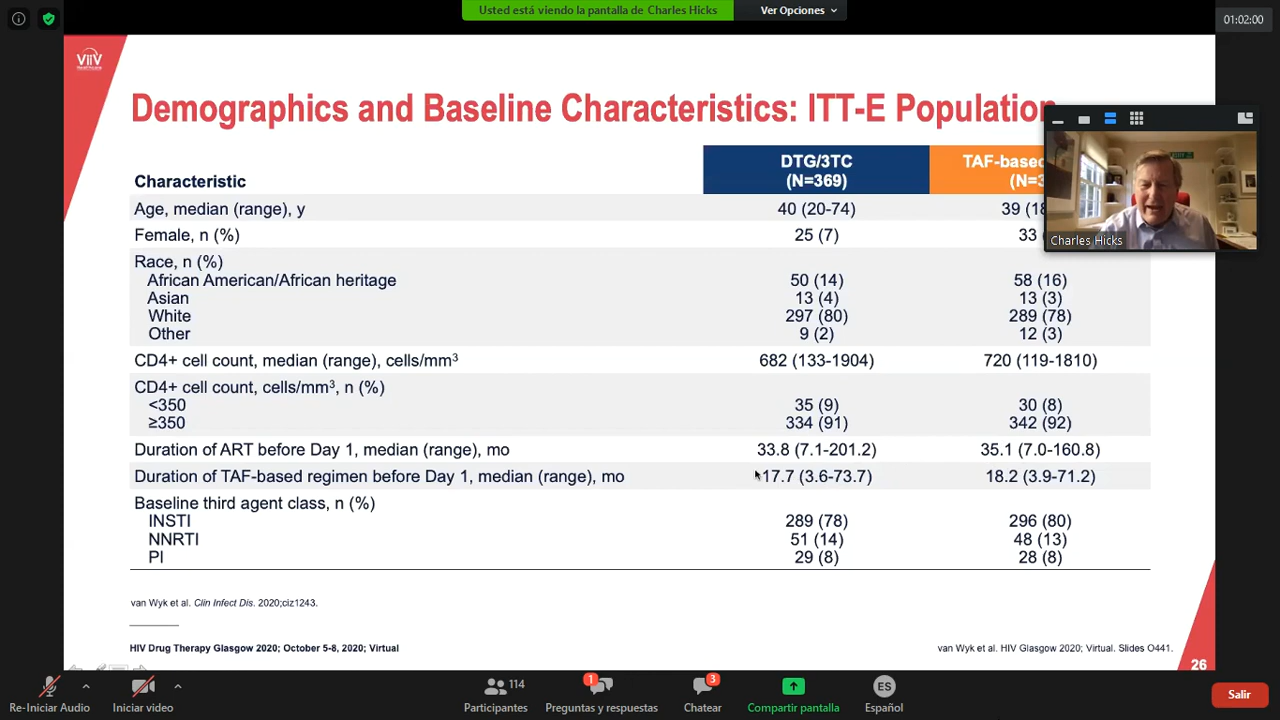 Usted está viendo la pantalla de Charles Hicks
Ver Opciones
01:02:00
ViiV
Healthcare
Demographics and Baseline Characteristics: ITT-E Population
Characteristic
DTG/3TC
(N=369)
TAF-based
(N=3
Age, median (range), y 40 (20-74) 39 (18
Female, n (%) 25 (7) 33
Race, n (%)
African American/African heritage 50 (14) 58 (16)
Asian 13 (4) 13 (3)
White 297 (80) 289 (78)
Other 9 (2) 12 (3)
CD4+ cell count, median (range), cells/mm³ 682 (133-1904) 720 (119-1810)
CD4+ cell count, cells/mm³, n (%)
<350 35 (9) 30 (8)
≥350 334 (91) 342 (92)
Duration of ART before Day 1, median (range), mo 33.8 (7.1-201.2) 35.1 (7.0-160.8)
Duration of TAF-based regimen before Day 1, median (range), mo 17.7 (3.6-73.7) 18.2 (3.9-71.2)
Baseline third agent class, n (%)
INSTI 289 (78) 296 (80)
NNRTI 51 (14) 48 (13)
PI 29 (8) 28 (8)
Charles Hicks
van Wyk et al. Clin Infect Dis. 2020;ciz1243.
HIV Drug Therapy Glasgow 2020; October 5-8, 2020; Virtual
van Wyk et al. HIV Glasgow 2020; Virtual. Slides O441.
26
Re-Iniciar Audio
Iniciar video
114
Participantes
1
Preguntas y respuestas
3
Chatear
Compartir pantalla
ES
Español
Salir